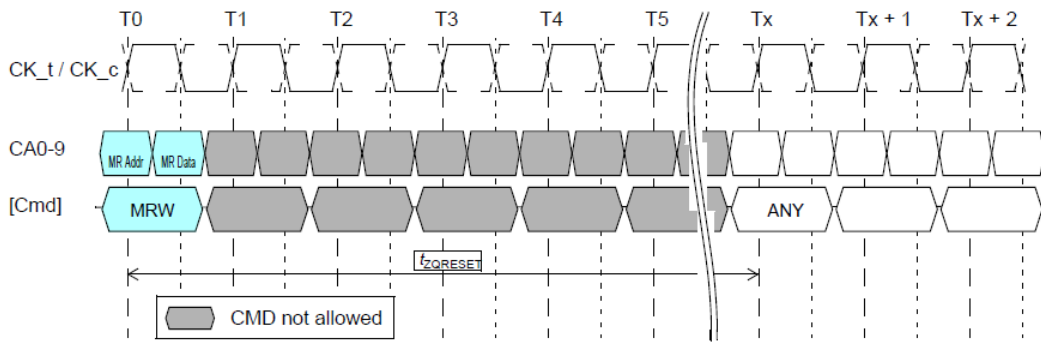 T0 T1 T2 T3 T4 T5 Tx Tx + 1 Tx + 2
CK_t / CK_c
CA0-9 MR Addr MR Data
[Cmd] MRW ANY
tZQRESET
CMD not allowed